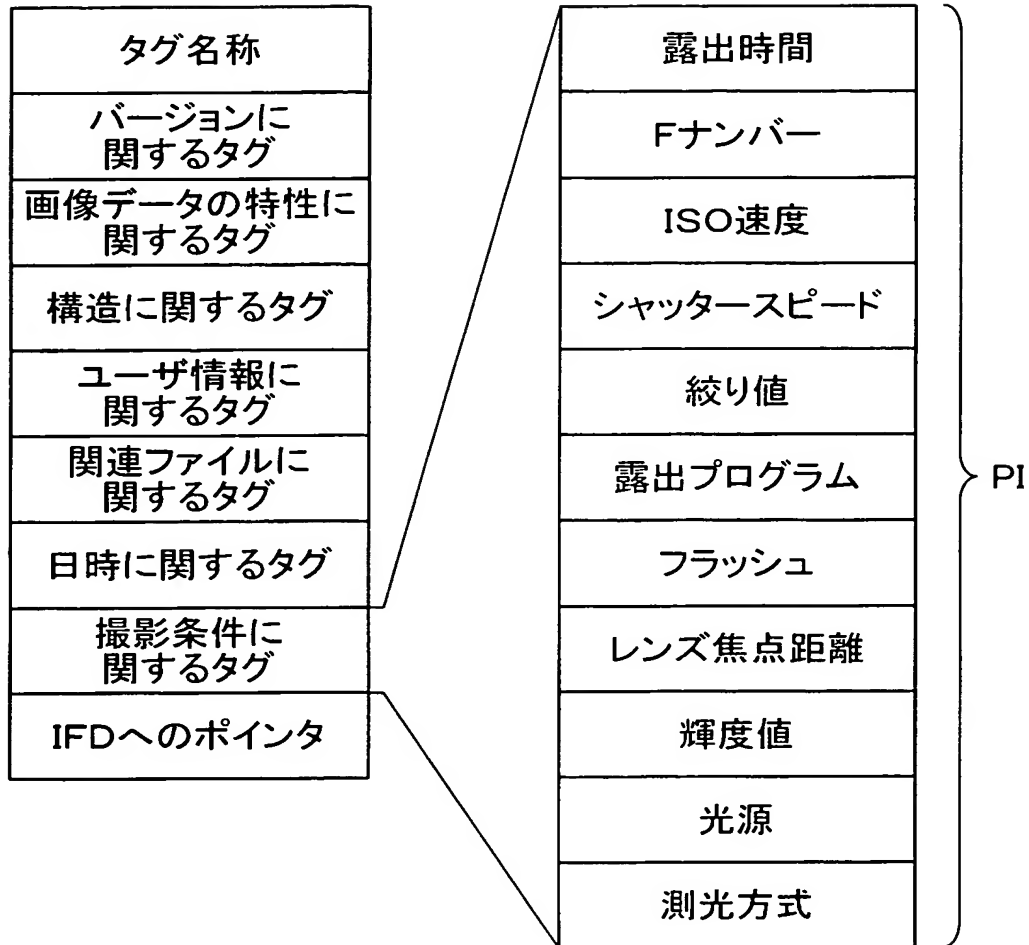 タグ名称
バージョンに
関するタグ
画像データの特性に
関するタグ
構造に関するタグ
ユーザ情報に
関するタグ
関連ファイルに
関するタグ
日時に関するタグ
撮影条件に
関するタグ
IFDへのポインタ
露出時間
Fナンバー
ISO速度
シャッタースピード
絞り値
露出プログラム
フラッシュ
レンズ焦点距離
輝度値
光源
測光方式
PI